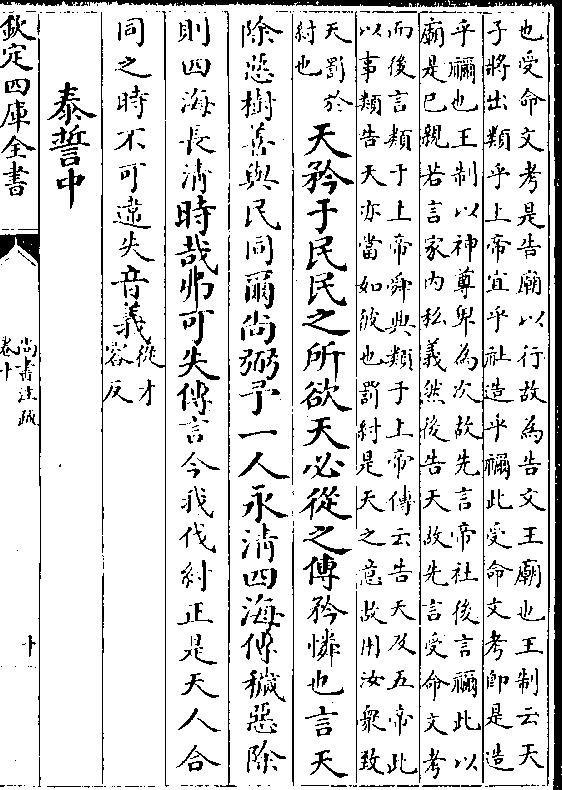 也受命文考是告廟以行故為告文王廟也王制云天
子將出類乎上帝宜乎社造乎禰此受命文考即是造
乎禰也王制以神尊卑為次故先言帝社後言禰此以
廟是已親若言家內私義然後告天故先言受命文考
而後言類于上帝舜典類于上帝傳云告天及五帝此
以事類告天亦當如彼也罰紂是天之意故用汝衆致
天罰於
紂也
天矜于民民之所欲天必從之傳矜憐也言天
除惡樹善與民同爾尚弼予一人永清四海傳穢惡除
則四海長清時哉弗可失傳言今我伐紂正是天人合
同之時不可違失音義
從才
容反
泰誓中
欽定四庫全書
尚書注疏
卷十
十